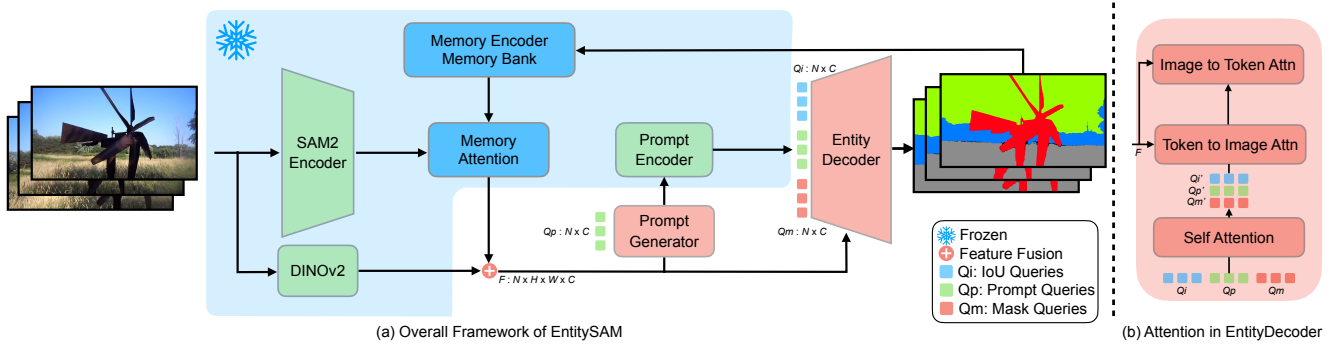 Memory Encoder
Memory Bank
SAM2
Encoder
Memory
Attention
DINOv2
Prompt
Encoder
Prompt
Generator
Qp : N x C
F : N x H x W x C
Qi : N x C
Qm : N x C
Entity
Decoder
Frozen
Feature Fusion
Qi: IoU Queries
Qp: Prompt Queries
Qm: Mask Queries
(a) Overall Framework of EntitySAM
Image to Token Attn
Token to Image Attn
F
Qi'
Qp'
Qm'
Self Attention
Qi Qp Qm
(b) Attention in EntityDecoder